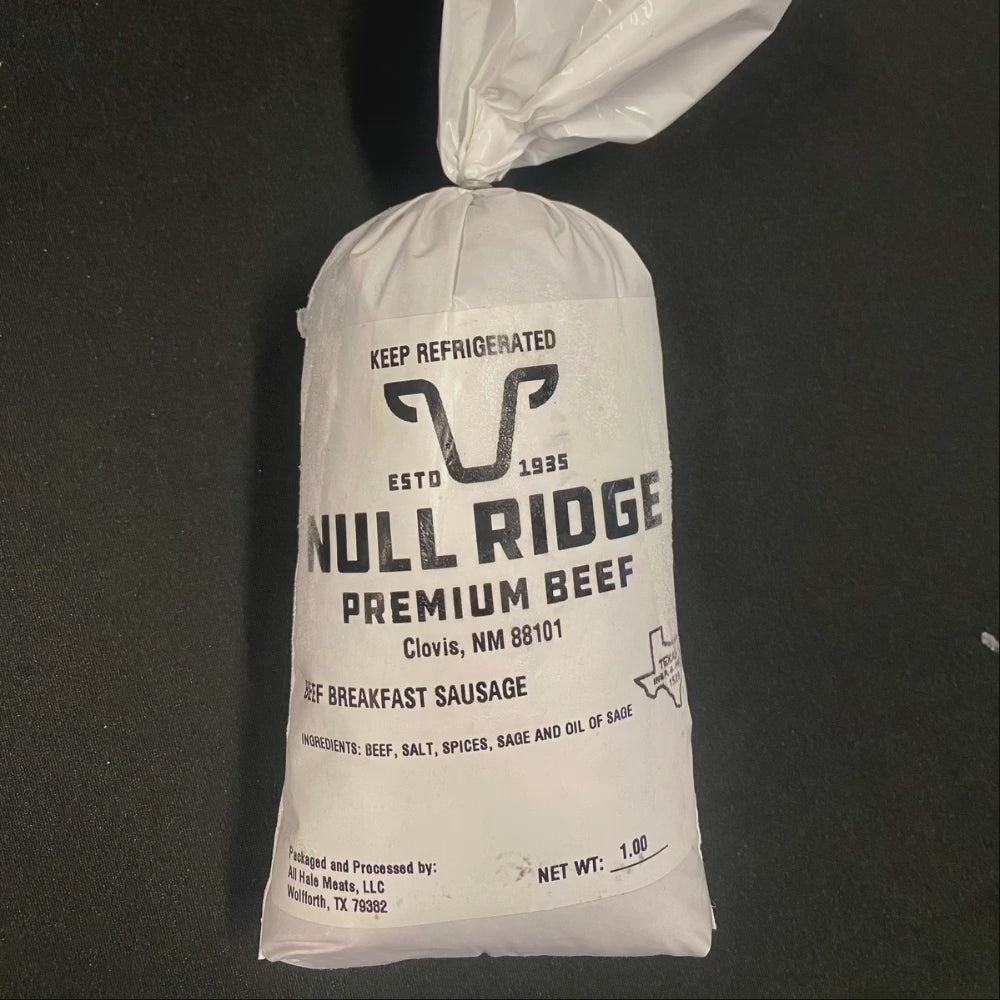 KEEP REFRIGERATED
ESTD 1935
NULL RIDGE
PREMIUM BEEF
Clovis, NM 88101
BEEF BREAKFAST SAUSAGE
INGREDIENTS: BEEF, SALT, SPICES, SAGE AND OIL OF SAGE
Packaged and Processed by:
All Hale Meats, LLC
Wolfforth, TX 79382
NET WT: 1.00